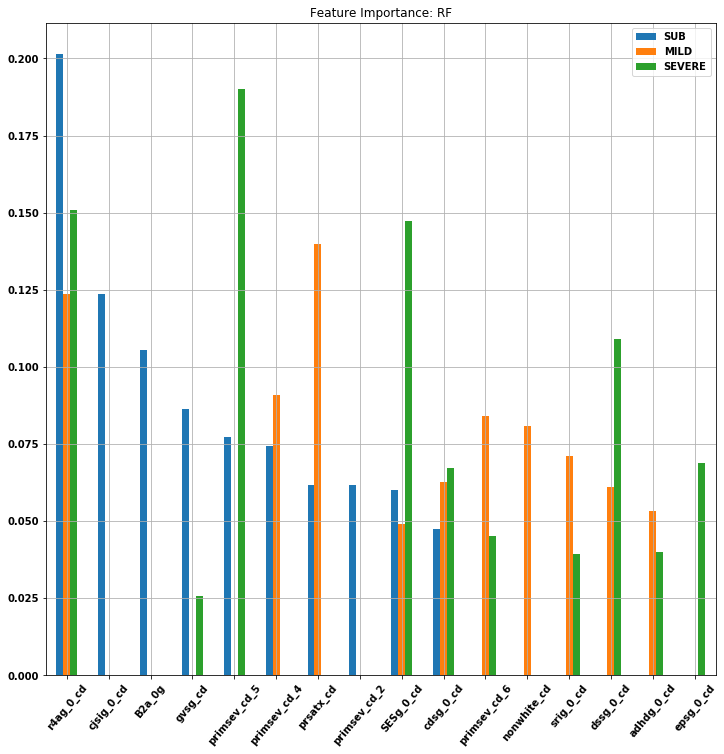 Feature Importance: RF
SUB
MILD
SEVERE
0.200
0.175
0.150
0.125
0.100
0.075
0.050
0.025
0.000
r4ag_0_cd
cjsig_0_cd
B2a_0g
gvsg_cd
primsev_cd_5
primsev_cd_4
prsatx_cd
primsev_cd_2
SESg_0_cd
cdsg_0_cd
primsev_cd_6
nonwhite_cd
srig_0_cd
dssg_0_cd
adhdg_0_cd
epsg_0_cd